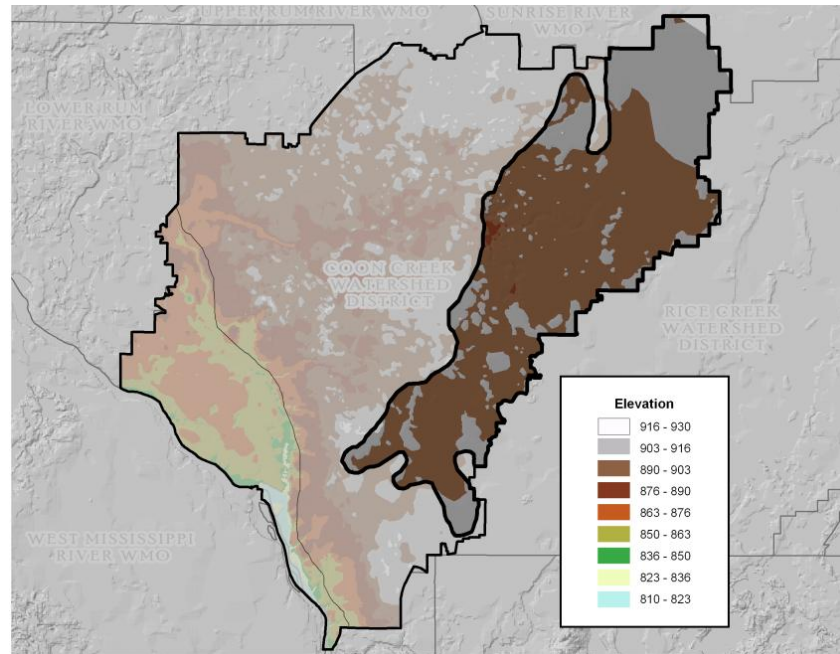 UPPER RUM RIVER WMO
SUNRISE RIVER
WMO
LOWER RUM
RIVER WMO
COON CREEK
WATERSHED
DISTRICT
RICE CREEK
WATERSHED
DISTRICT
WEST MISSISSIPPI
RIVER WMO
Elevation
916 - 930
903 - 916
890 - 903
876 - 890
863 - 876
850 - 863
836 - 850
823 - 836
810 - 823